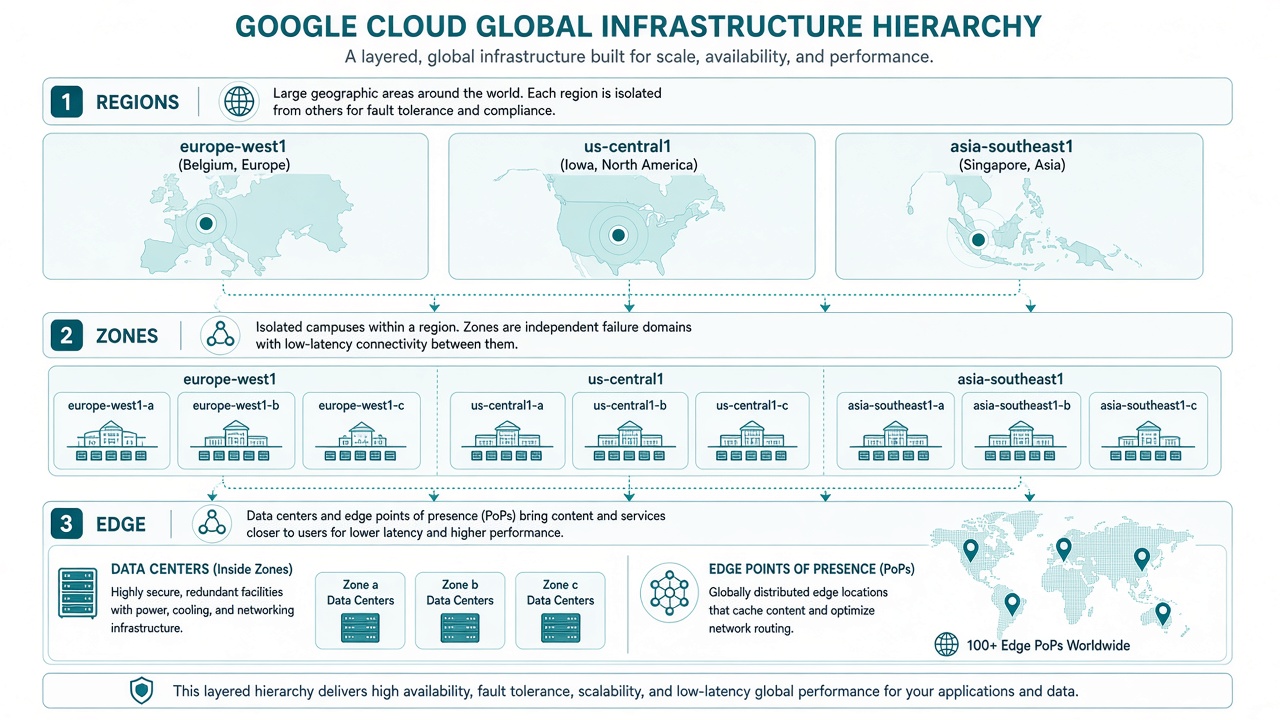 GOOGLE CLOUD GLOBAL INFRASTRUCTURE HIERARCHY
A layered, global infrastructure built for scale, availability, and performance.
1 REGIONS
Large geographic areas around the world. Each region is isolated
from others for fault tolerance and compliance.
europe-west1
(Belgium, Europe)
us-central1
(Iowa, North America)
asia-southeast1
(Singapore, Asia)
2 ZONES
Isolated campuses within a region. Zones are independent failure domains
with low-latency connectivity between them.
europe-west1
europe-west1-a
europe-west1-b
europe-west1-c
us-central1
us-central1-a
us-central1-b
us-central1-c
asia-southeast1
asia-southeast1-a
asia-southeast1-b
asia-southeast1-c
3 EDGE
Data centers and edge points of presence (PoPs) bring content and services
closer to users for lower latency and higher performance.
DATA CENTERS (Inside Zones)
Highly secure, redundant facilities
with power, cooling, and networking
infrastructure.
Zone a
Data Centers
Zone b
Data Centers
Zone c
Data Centers
EDGE POINTS OF PRESENCE (PoPs)
Globally distributed edge locations
that cache content and optimize
network routing.
100+ Edge PoPs Worldwide
This layered hierarchy delivers high availability, fault tolerance, scalability, and low-latency global performance for your applications and data.